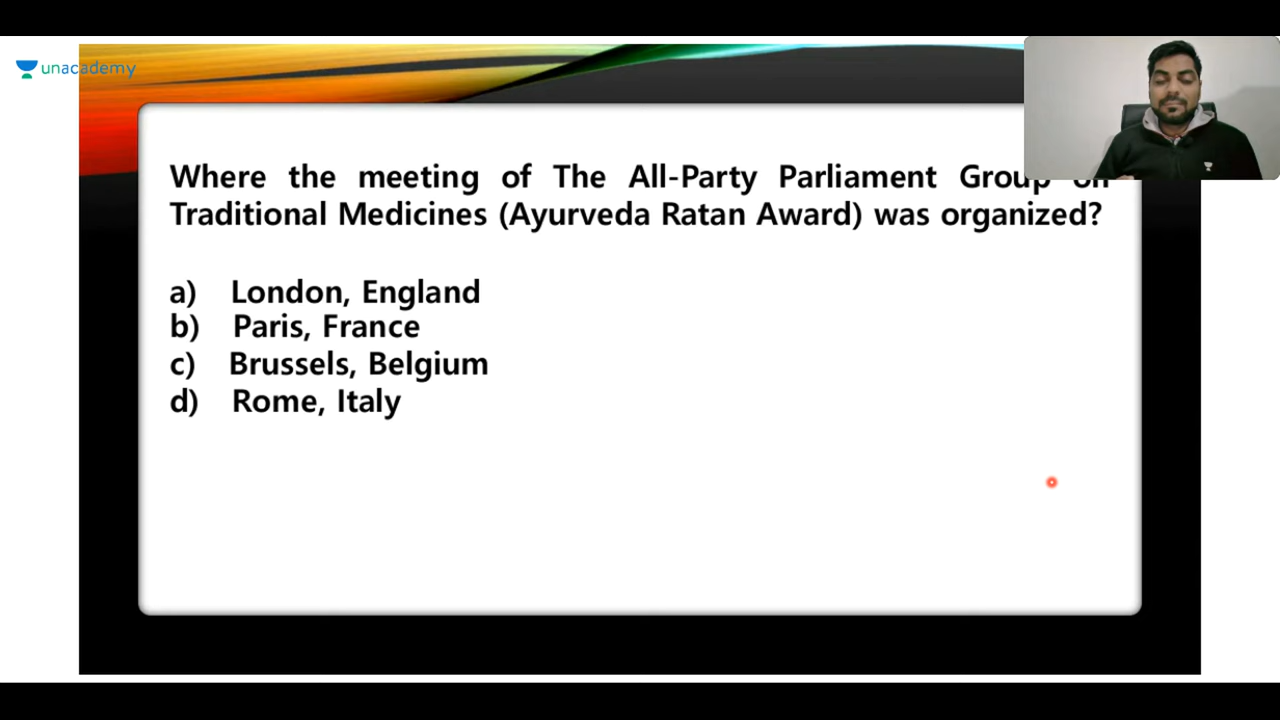 unacademy
Where the meeting of The All-Party Parliament Group on
Traditional Medicines (Ayurveda Ratan Award) was organized?
a) London, England
b) Paris, France
c) Brussels, Belgium
d) Rome, Italy